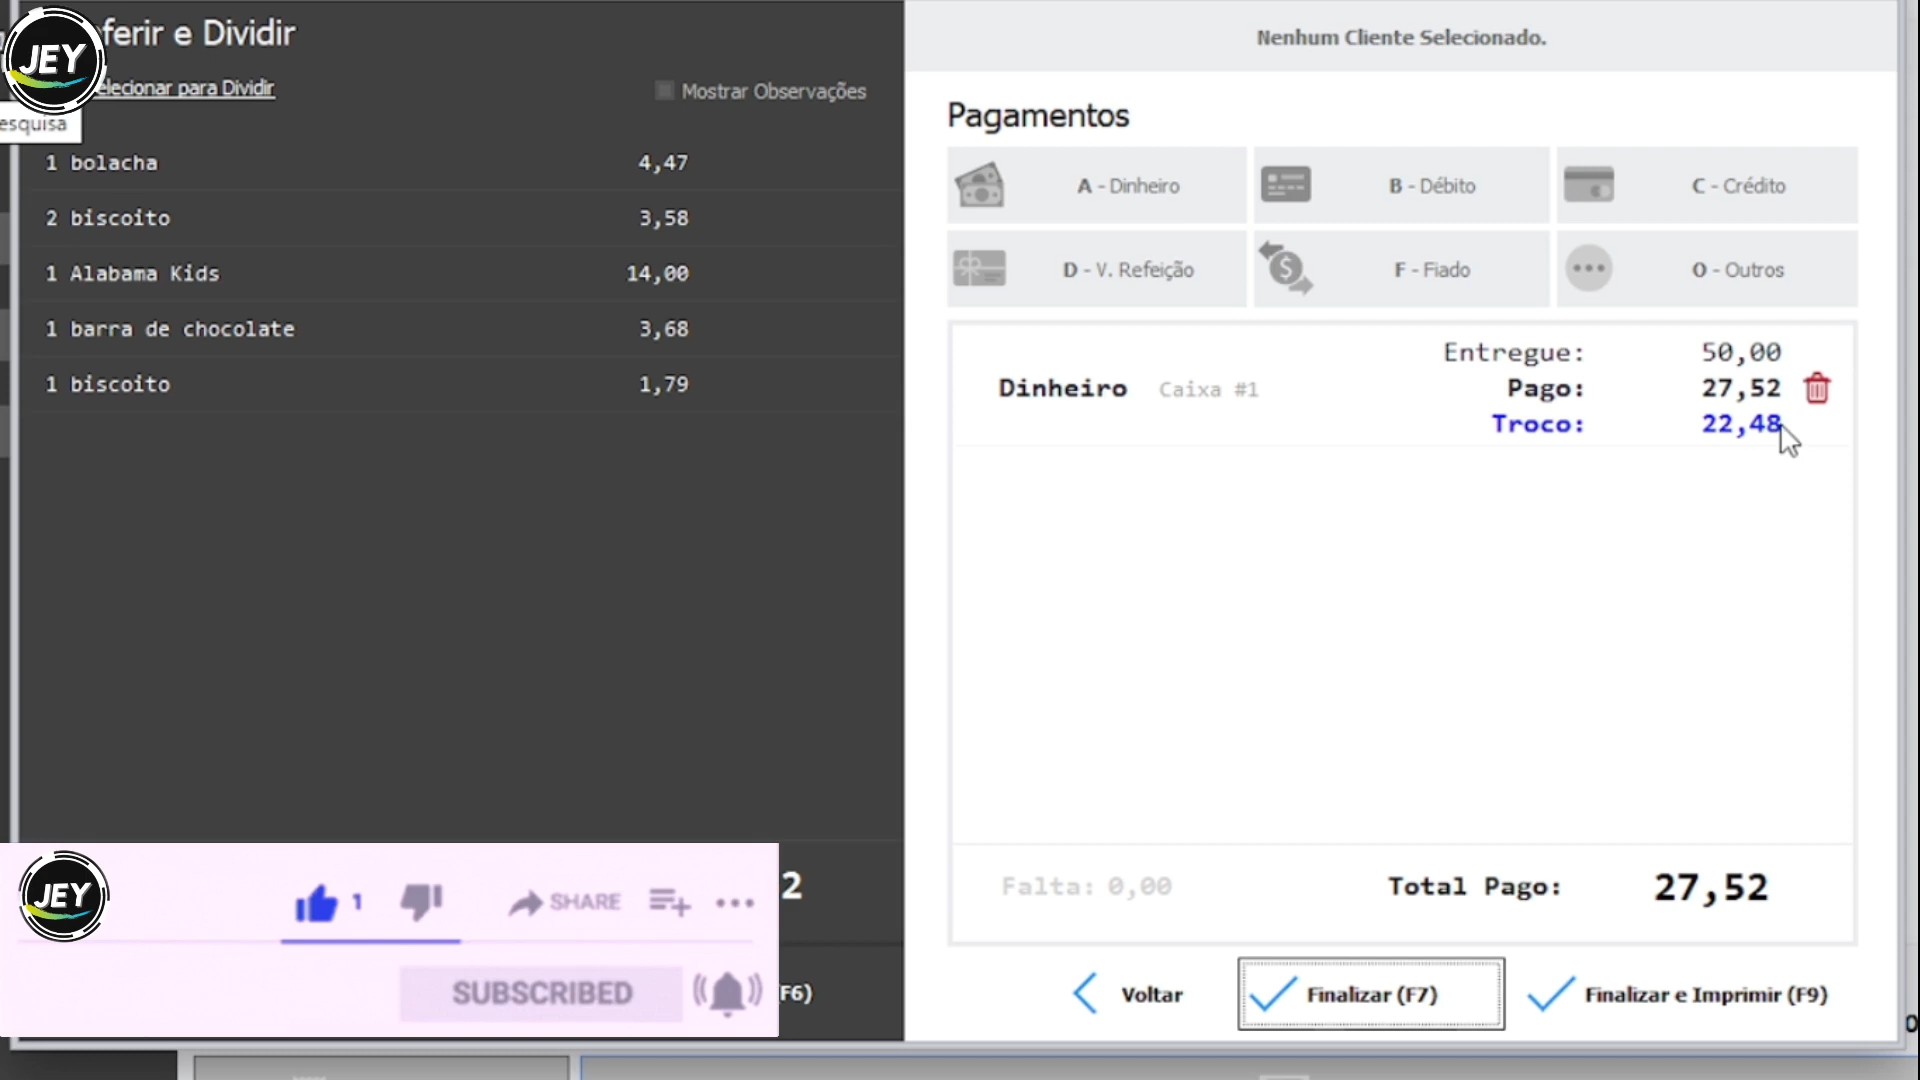 JEY
ferir e Dividir
elecionar para Dividir
Mostrar Observações
esquisa
1 bolacha 4,47
2 biscoito 3,58
1 Alabama Kids 14,00
1 barra de chocolate 3,68
1 biscoito 1,79
2
F6)
Nenhum Cliente Selecionado.
Pagamentos
A - Dinheiro
B - Débito
C - Crédito
D - V. Refeição
F - Fiado
O - Outros
Entregue: 50,00
Dinheiro Caixa #1 Pago: 27,52
Troco: 22,48
Falta: 0,00 Total Pago: 27,52
Voltar
Finalizar (F7)
Finalizar e Imprimir (F9)
JEY
1
SHARE
SUBSCRIBED